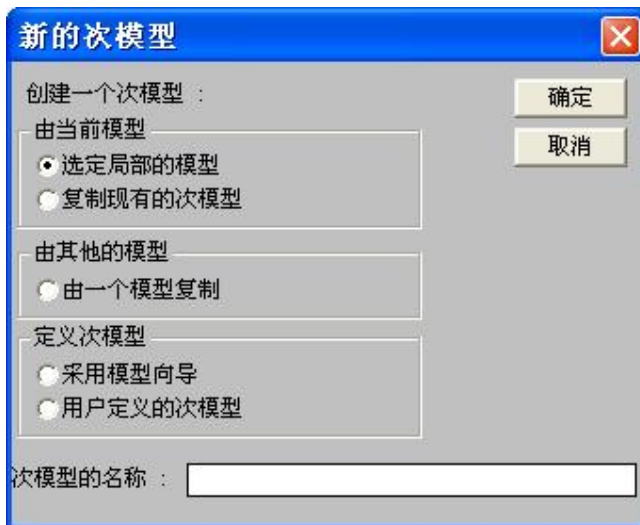 新的次模型
创建一个次模型 :
确定
由当前模型
取消
选定局部的模型
复制现有的次模型
由其他的模型
由一个模型复制
定义次模型
采用模型向导
用户定义的次模型
次模型的名称 :